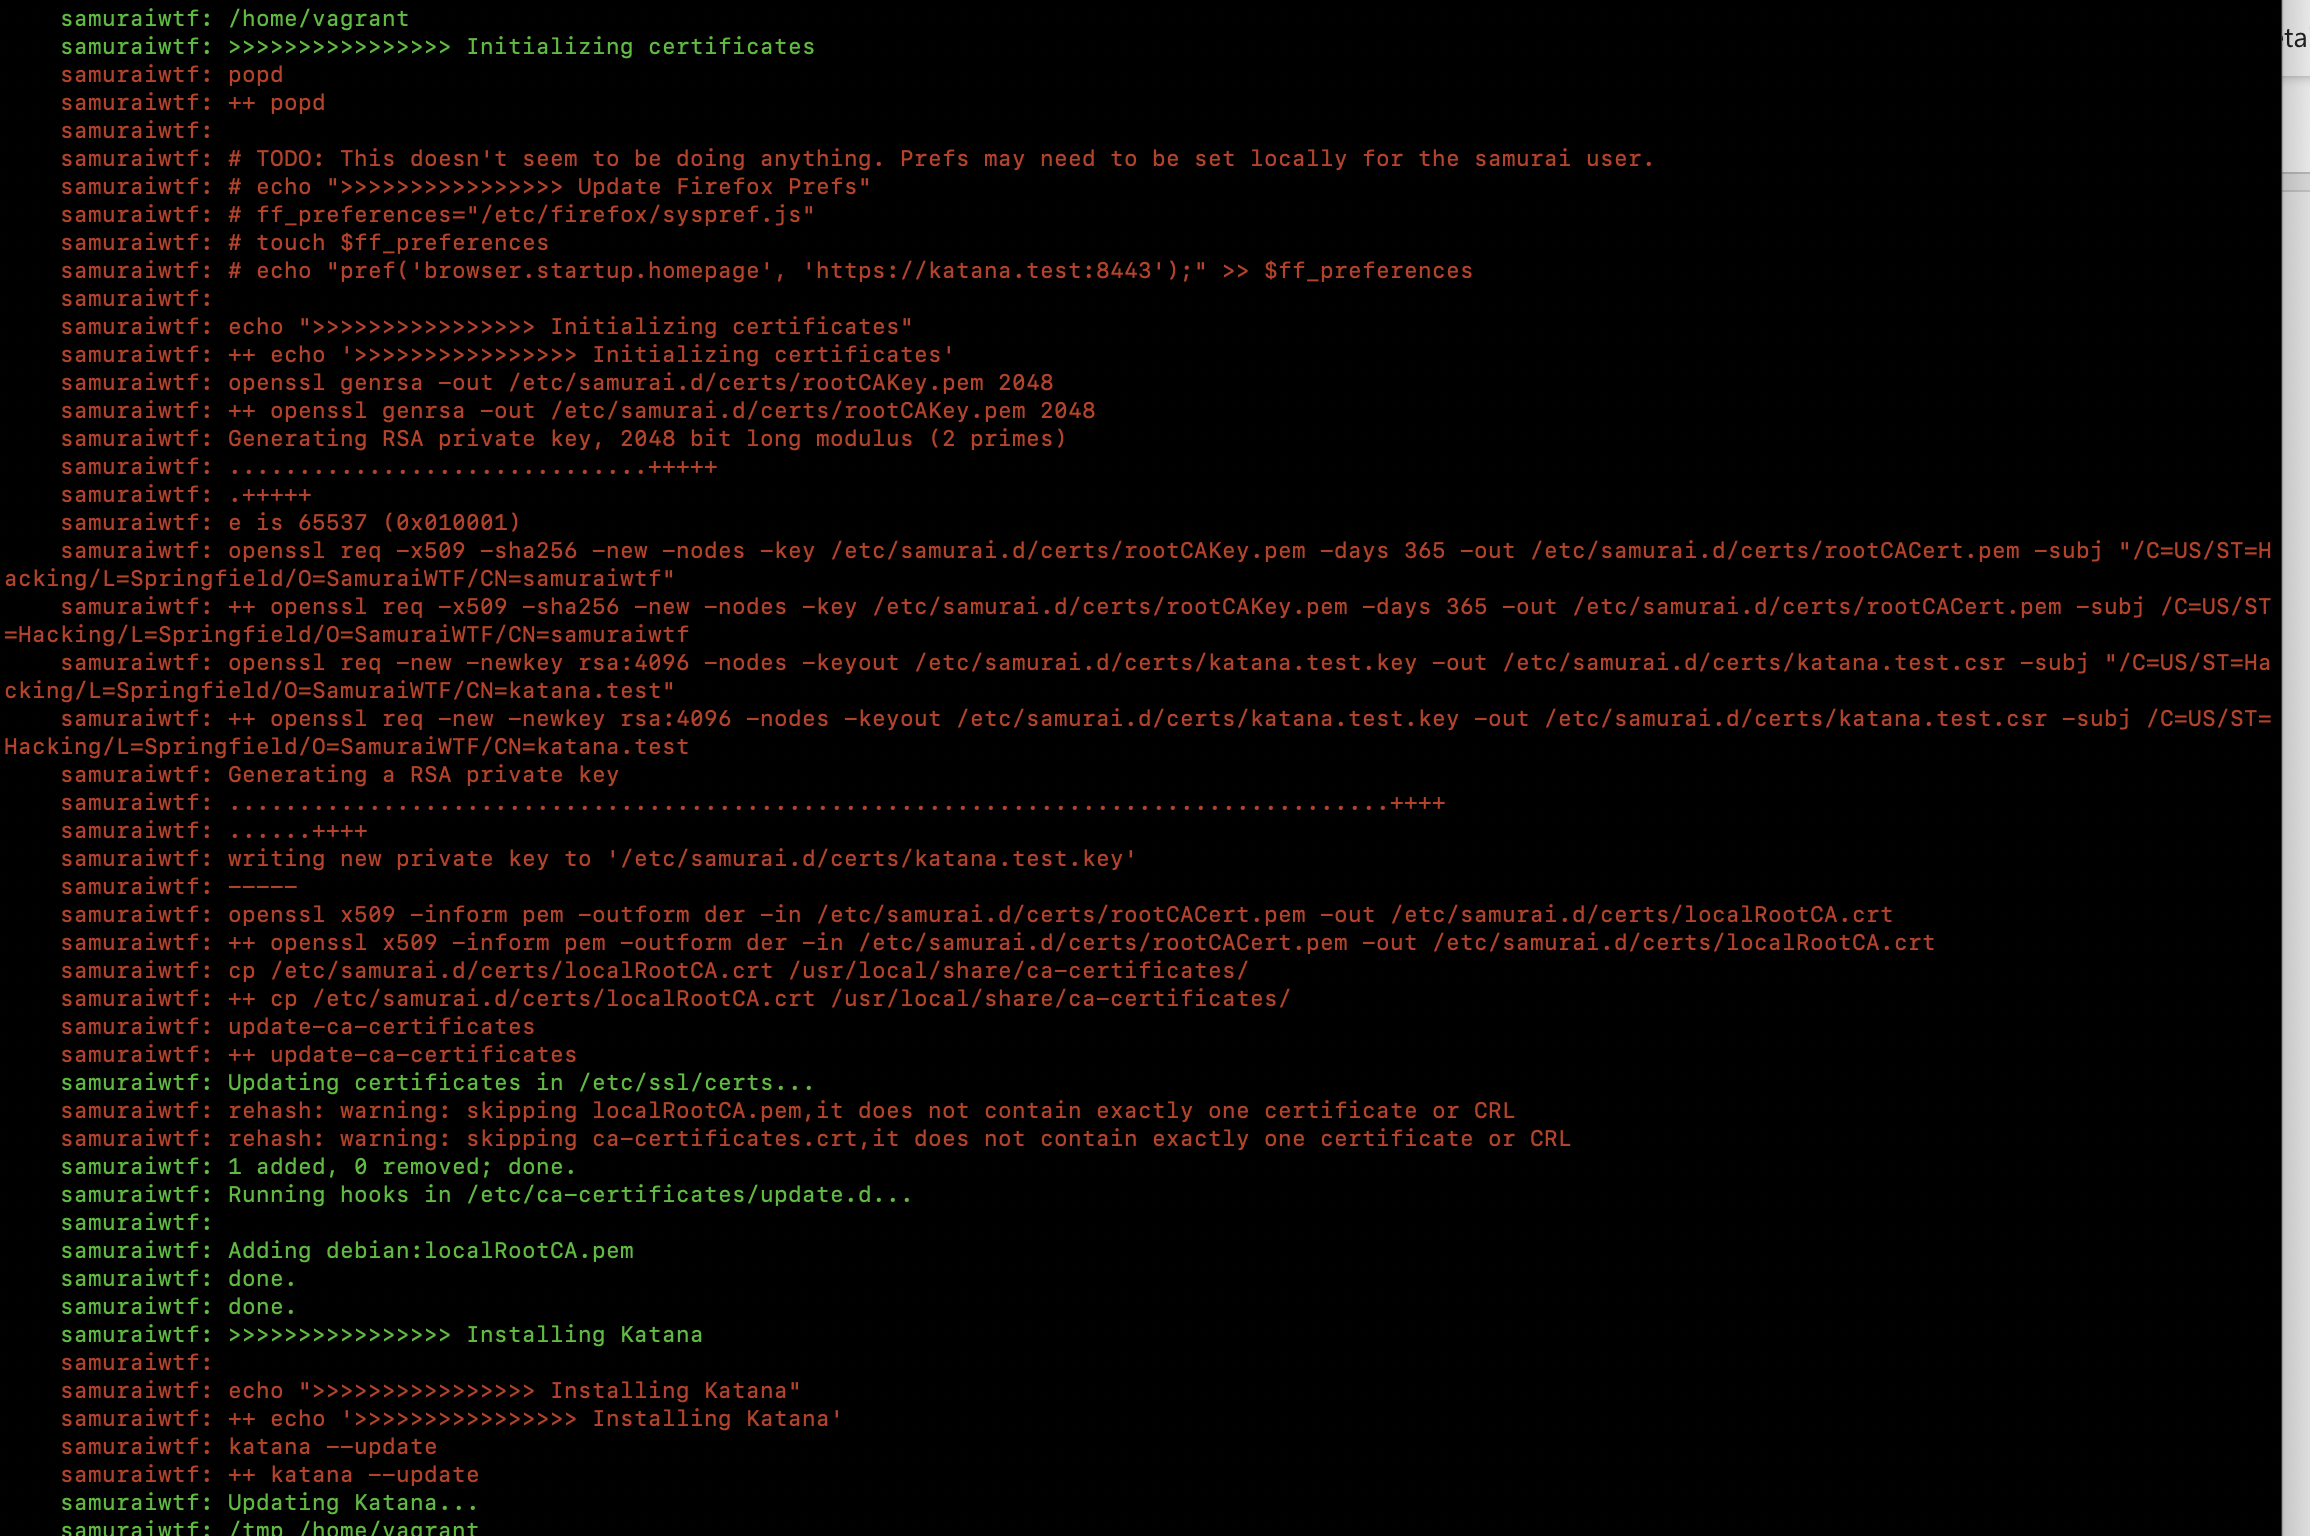 samuraiwtf: /home/vagrant
samuraiwtf: >>>>>>>>>>>>>>>> Initializing certificates
samuraiwtf: popd
samuraiwtf: ++ popd
samuraiwtf:
samuraiwtf: # TODO: This doesn't seem to be doing anything. Prefs may need to be set locally for the samurai user.
samuraiwtf: # echo ">>>>>>>>>>>>>>>> Update Firefox Prefs"
samuraiwtf: # ff_preferences="/etc/firefox/syspref.js"
samuraiwtf: # touch $ff_preferences
samuraiwtf: # echo "pref('browser.startup.homepage', 'https://katana.test:8443');" >> $ff_preferences
samuraiwtf:
samuraiwtf: echo ">>>>>>>>>>>>>>>> Initializing certificates"
samuraiwtf: ++ echo '>>>>>>>>>>>>>>>> Initializing certificates'
samuraiwtf: openssl genrsa -out /etc/samurai.d/certs/rootCAKey.pem 2048
samuraiwtf: ++ openssl genrsa -out /etc/samurai.d/certs/rootCAKey.pem 2048
samuraiwtf: Generating RSA private key, 2048 bit long modulus (2 primes)
samuraiwtf: ..............................+++++
samuraiwtf: .+++++
samuraiwtf: e is 65537 (0x010001)
samuraiwtf: openssl req -x509 -sha256 -new -nodes -key /etc/samurai.d/certs/rootCAKey.pem -days 365 -out /etc/samurai.d/certs/rootCACert.pem -subj "/C=US/ST=H
acking/L=Springfield/O=SamuraiWTF/CN=samuraiwtf"
samuraiwtf: ++ openssl req -x509 -sha256 -new -nodes -key /etc/samurai.d/certs/rootCAKey.pem -days 365 -out /etc/samurai.d/certs/rootCACert.pem -subj /C=US/ST
=Hacking/L=Springfield/O=SamuraiWTF/CN=samuraiwtf
samuraiwtf: openssl req -new -newkey rsa:4096 -nodes -keyout /etc/samurai.d/certs/katana.test.key -out /etc/samurai.d/certs/katana.test.csr -subj "/C=US/ST=Ha
cking/L=Springfield/O=SamuraiWTF/CN=katana.test"
samuraiwtf: ++ openssl req -new -newkey rsa:4096 -nodes -keyout /etc/samurai.d/certs/katana.test.key -out /etc/samurai.d/certs/katana.test.csr -subj /C=US/ST=
Hacking/L=Springfield/O=SamuraiWTF/CN=katana.test
samuraiwtf: Generating a RSA private key
samuraiwtf: ...................................................................................++++
samuraiwtf: ......++++
samuraiwtf: writing new private key to '/etc/samurai.d/certs/katana.test.key'
samuraiwtf: -----
samuraiwtf: openssl x509 -inform pem -outform der -in /etc/samurai.d/certs/rootCACert.pem -out /etc/samurai.d/certs/localRootCA.crt
samuraiwtf: ++ openssl x509 -inform pem -outform der -in /etc/samurai.d/certs/rootCACert.pem -out /etc/samurai.d/certs/localRootCA.crt
samuraiwtf: cp /etc/samurai.d/certs/localRootCA.crt /usr/local/share/ca-certificates/
samuraiwtf: ++ cp /etc/samurai.d/certs/localRootCA.crt /usr/local/share/ca-certificates/
samuraiwtf: update-ca-certificates
samuraiwtf: ++ update-ca-certificates
samuraiwtf: Updating certificates in /etc/ssl/certs...
samuraiwtf: rehash: warning: skipping localRootCA.pem,it does not contain exactly one certificate or CRL
samuraiwtf: rehash: warning: skipping ca-certificates.crt,it does not contain exactly one certificate or CRL
samuraiwtf: 1 added, 0 removed; done.
samuraiwtf: Running hooks in /etc/ca-certificates/update.d...
samuraiwtf:
samuraiwtf: Adding debian:localRootCA.pem
samuraiwtf: done.
samuraiwtf: done.
samuraiwtf: >>>>>>>>>>>>>>>> Installing Katana
samuraiwtf:
samuraiwtf: echo ">>>>>>>>>>>>>>>> Installing Katana"
samuraiwtf: ++ echo '>>>>>>>>>>>>>>>> Installing Katana'
samuraiwtf: katana --update
samuraiwtf: ++ katana --update
samuraiwtf: Updating Katana...
samuraiwtf: /tmp /home/vagrant